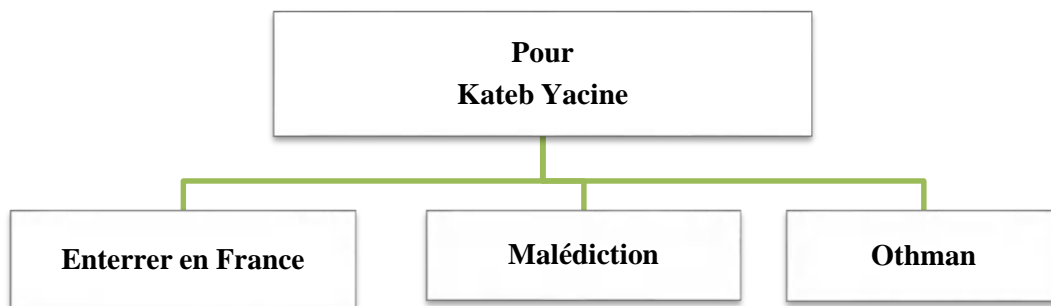 Pour
Kateb Yacine
Enterrer en France
Malédiction
Othman